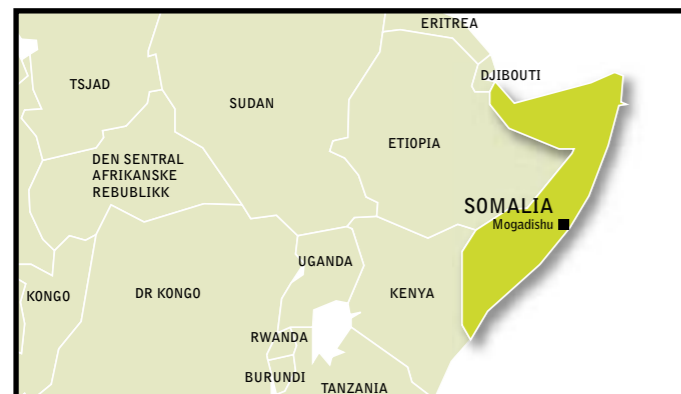 ERITREA
TSJAD
SUDAN
DJIBOUTI
ETIOPIA
DEN SENTRAL
AFRIKANSKE
REBUBLIKK
SOMALIA
Mogadishu
UGANDA
KONGO
DR KONGO
KENYA
RWANDA
BURUNDI
TANZANIA